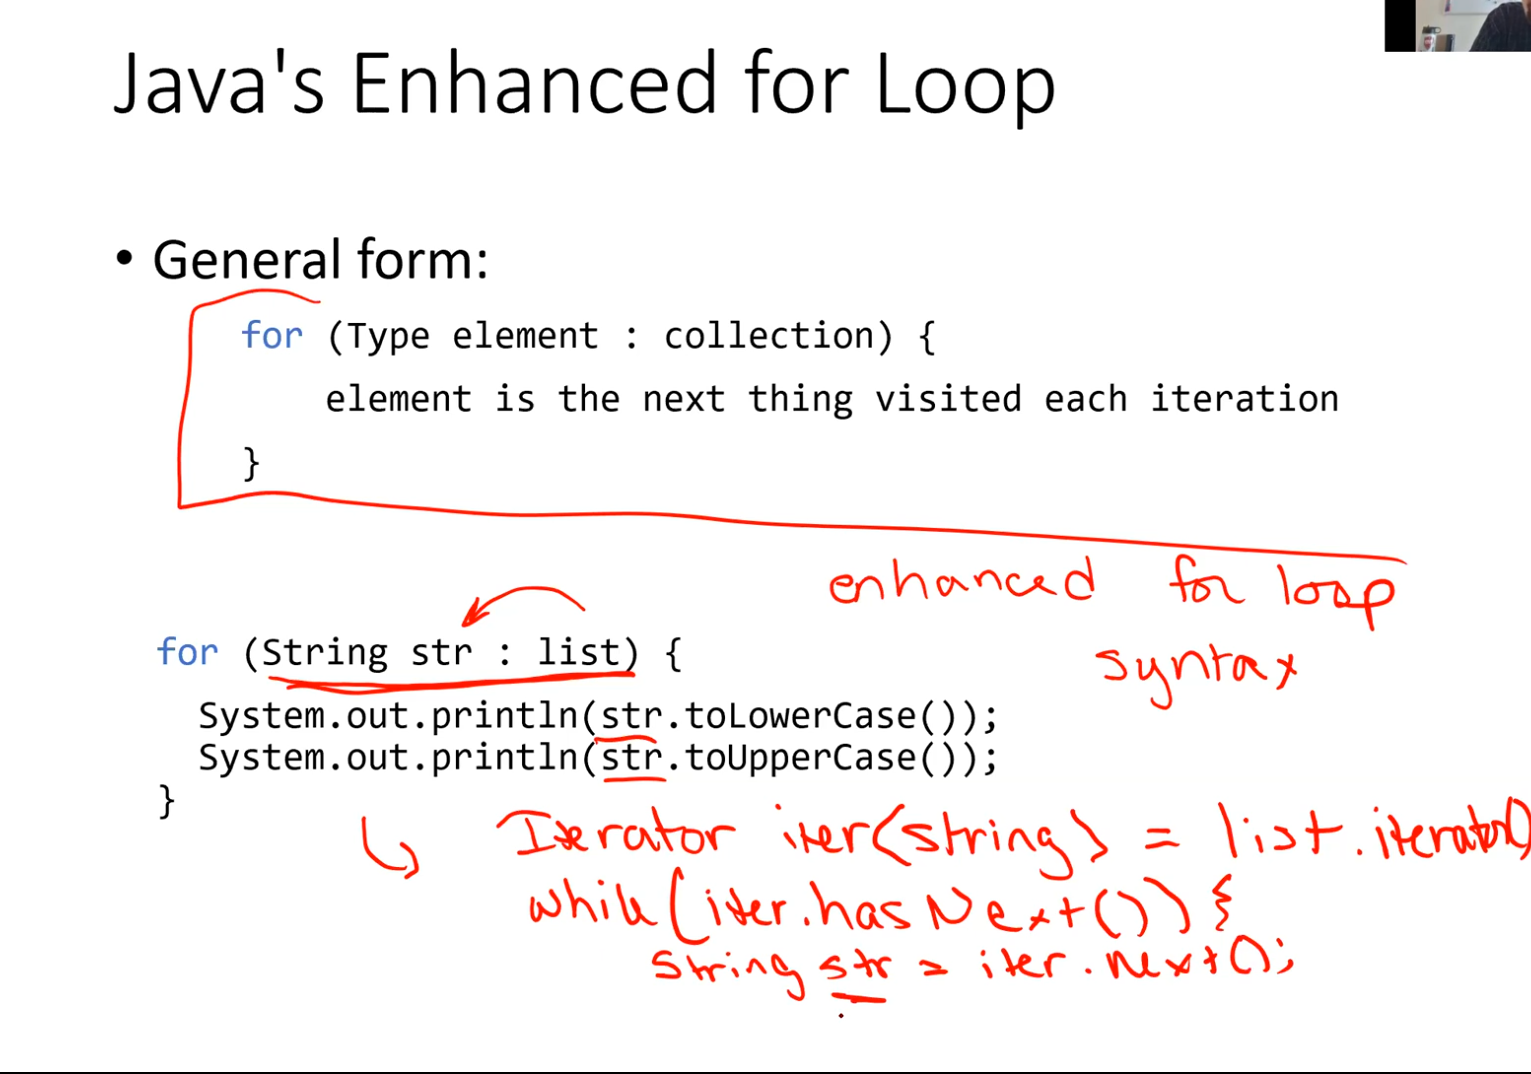 Java's Enhanced for Loop
• General form:
for (Type element : collection) {
element is the next thing visited each iteration
}
enhanced for loop
syntax
for (String str : list) {
System.out.println(str.toLowerCase());
System.out.println(str.toUpperCase());
}
Iterator iter(string) = list.iterator()
while(iter.hasNext()){
String str = iter.next();